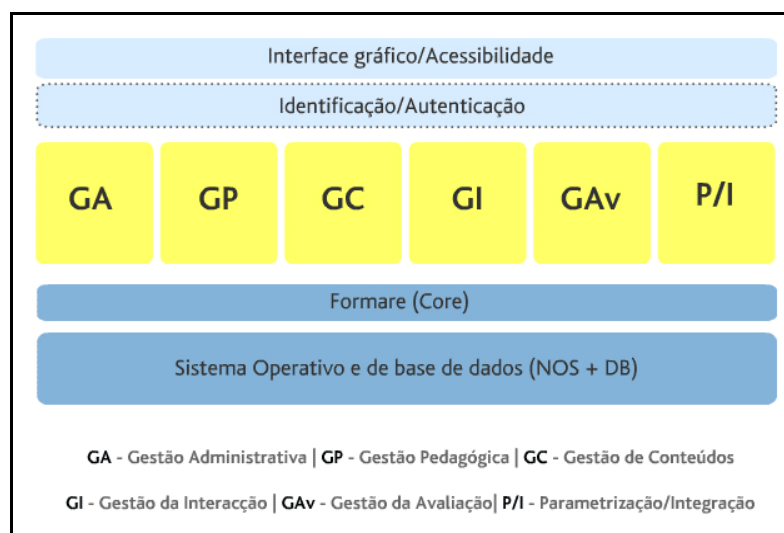 Interface gráfico/Acessibilidade
Identificação/Autenticação
GA GP GC GI GAv P/I
Formare (Core)
Sistema Operativo e de base de dados (NOS + DB)
GA - Gestão Administrativa | GP - Gestão Pedagógica | GC - Gestão de Conteúdos
GI - Gestão da Interacção | GAv - Gestão da Avaliação| P/I - Parametrização/Integração